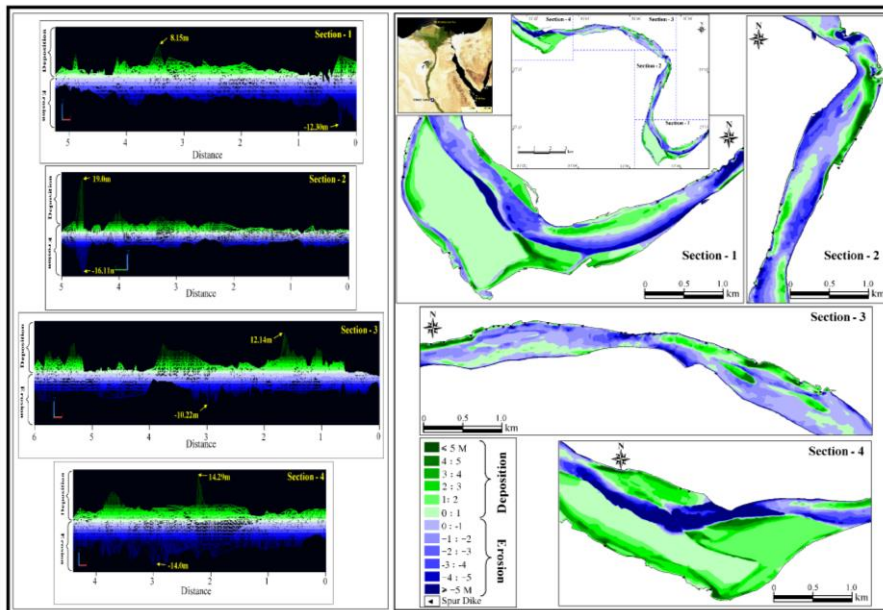 Section - 1
8.15m
-12.30m
Deposition
Erosion
5 4 3 2 1 0
Distance
Section - 2
19.0m
-16.11m
Deposition
Erosion
5 4 3 2 1 0
Distance
Section - 3
12.14m
-10.22m
Deposition
Erosion
6 5 4 3 2 1 0
Distance
Section - 4
14.29m
-14.0m
Deposition
Erosion
4 3 2 1 0
Distance
Section - 4
Section - 3
Section - 2
Section - 1
N
Section - 1
0 0.5 1.0
km
N
Section - 2
0 0.5 1.0
km
N
Section - 3
0 0.5 1.0
km
≤ 5 M
4 : 5
3 : 4
2 : 3
1 : 2
0 : 1
0 : -1
-1 : -2
-2 : -3
-3 : -4
-4 : -5
≥ -5 M
Spur Dike
Deposition
Erosion
N
Section - 4
0 0.5 1.0
km